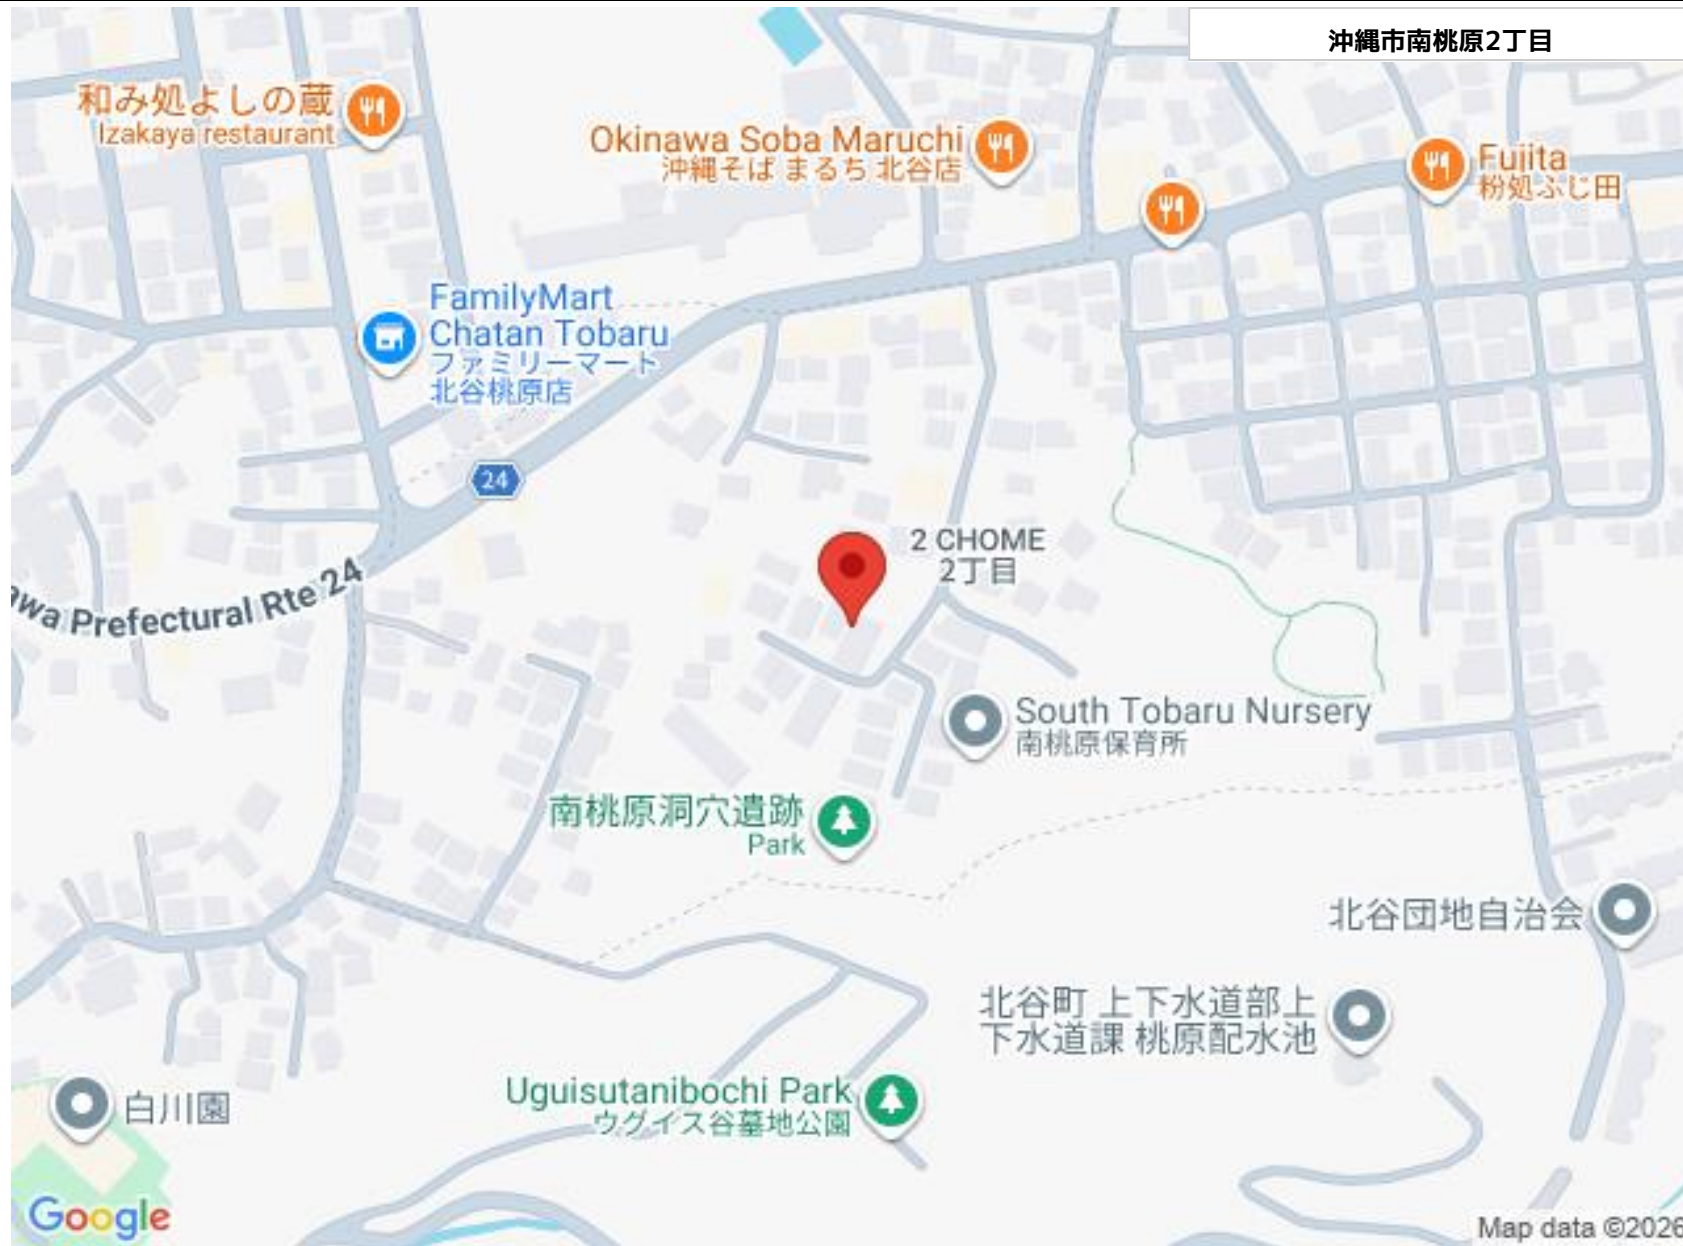 沖縄市南桃原2丁目
和み処よしの蔵
Izakaya restaurant
Okinawa Soba Maruchi
沖縄そば まるち 北谷店
Fujita
粉処ふじ田
FamilyMart
Chatan Tobaru
ファミリーマート
北谷桃原店
24
2 CHOME
2丁目
awa Prefectural Rte 24
South Tobaru Nursery
南桃原保育所
南桃原洞穴遺跡
Park
北谷団地自治会
北谷町 上下水道部上
下水道課 桃原配水池
Uguisutanibochi Park
ウグイス谷墓地公園
白川園
Google
Map data ©2026